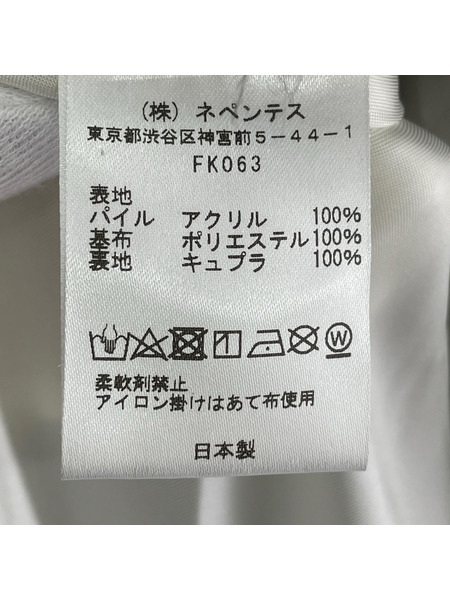 (株) ネペンテス
東京都渋谷区神宮前5-44-1
FK063
表地
パイル アクリル 100%
基布 ポリエステル 100%
裏地 キュプラ 100%
W
柔軟剤禁止
アイロン掛けはあて布使用
日本製